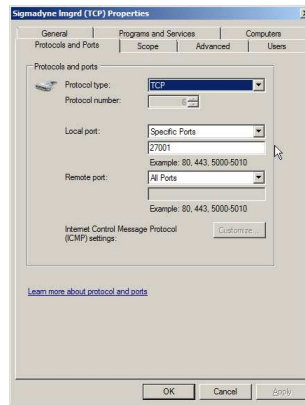 Sigmadyne lmgrd (TCP) Properties
General
Programs and Services
Computers
Protocols and Ports
Scope
Advanced
Users
Protocols and ports
Protocol type:
TCP
Protocol number:
6
Local port:
Specific Ports
27001
Example: 80, 443, 5000-5010
Remote port:
All Ports
Example: 80, 443, 5000-5010
Internet Control Message Protocol
(ICMP) settings:
Customize...
Learn more about protocol and ports
OK
Cancel
Apply